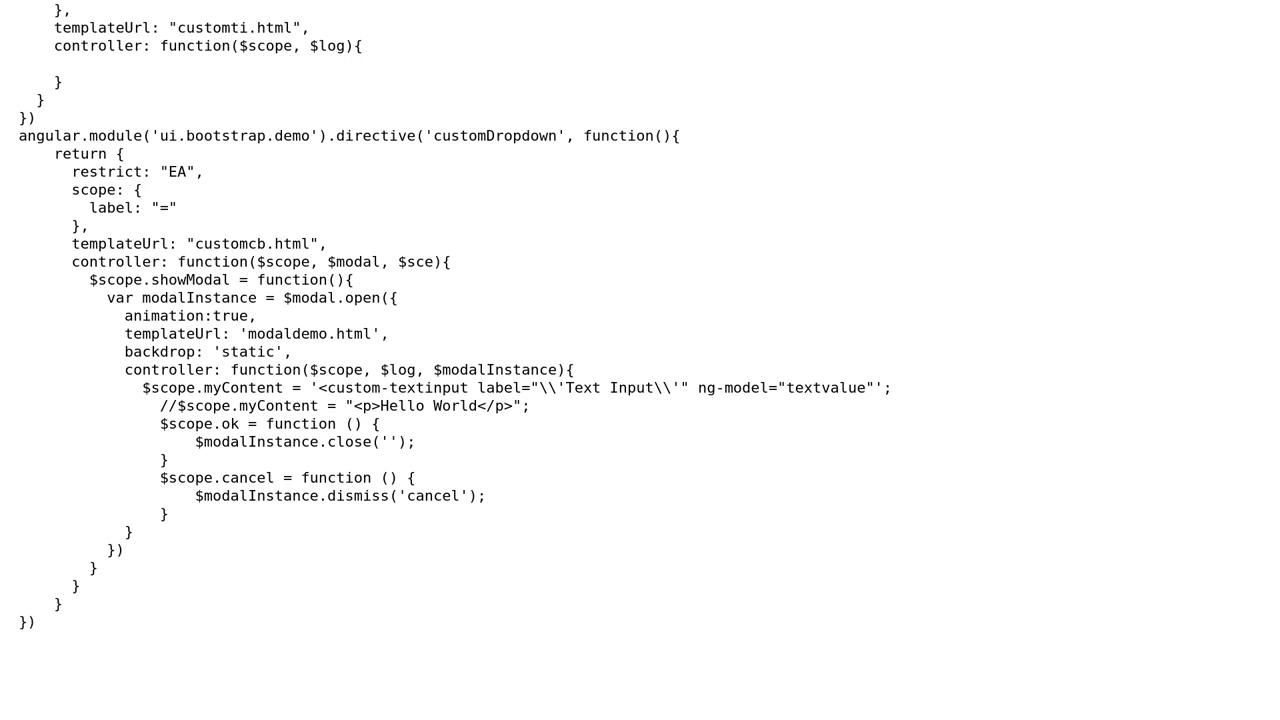 },
    templateUrl: "customti.html",
    controller: function($scope, $log){

    }
  }
})
angular.module('ui.bootstrap.demo').directive('customDropdown', function(){
    return {
      restrict: "EA",
      scope: {
        label: "="
      },
      templateUrl: "customcb.html",
      controller: function($scope, $modal, $sce){
        $scope.showModal = function(){
          var modalInstance = $modal.open({
            animation:true,
            templateUrl: 'modaldemo.html',
            backdrop: 'static',
            controller: function($scope, $log, $modalInstance){
              $scope.myContent = '<custom-textinput label="\\'Text Input\\'" ng-model="textvalue"';
                //$scope.myContent = "<p>Hello World</p>";
                $scope.ok = function () {
                    $modalInstance.close('');
                }
                $scope.cancel = function () {
                    $modalInstance.dismiss('cancel');
                }
            }
          })
        }
      }
    }
})